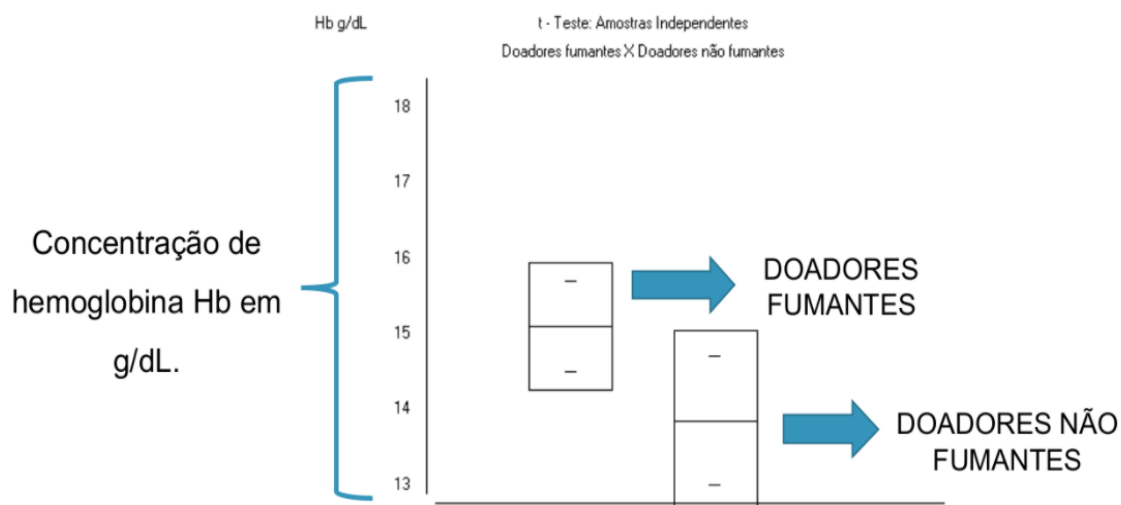 Hb g/dL
t - Teste: Amostras Independentes
Doadores fumantes X Doadores não fumantes
18
17
16
15
14
13
Concentração de
hemoglobina Hb em
g/dL.
DOADORES
FUMANTES
DOADORES NÃO
FUMANTES